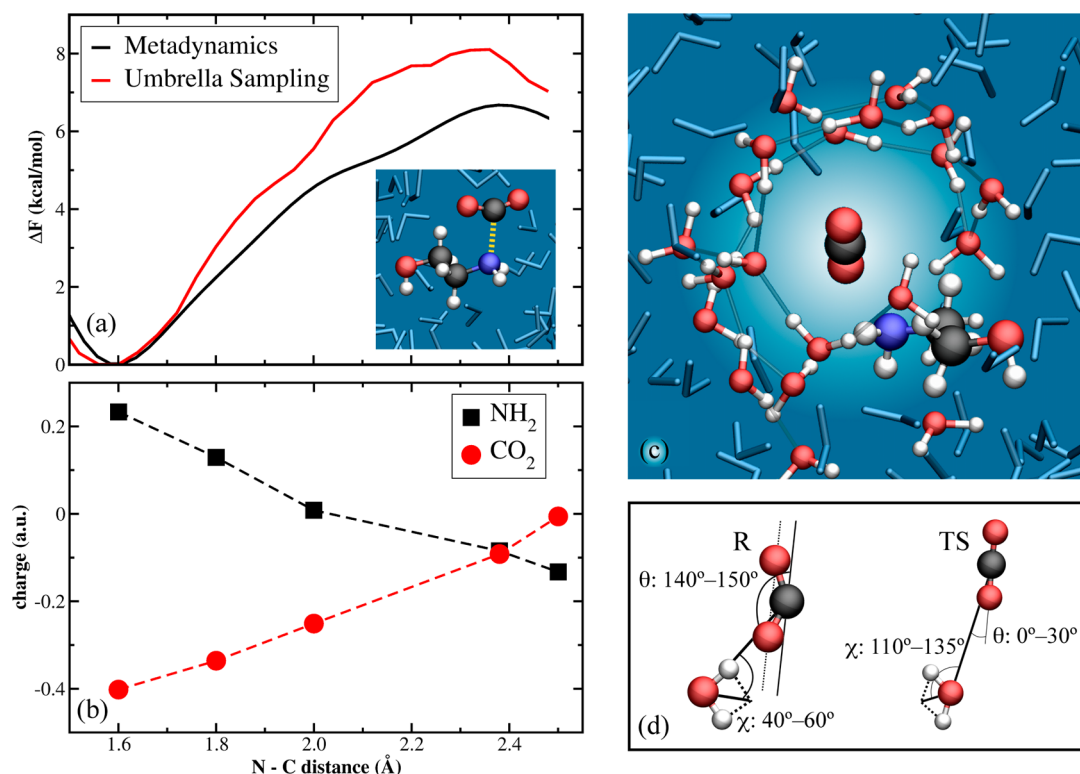 Metadynamics
Umbrella Sampling
8
6
4
2
0
ΔF (kcal/mol)
(a)
NH2
CO2
0.2
0
-0.2
-0.4
charge (a.u.)
(b)
1.6 1.8 2.0 2.2 2.4
N - C distance (Å)
(c)
R TS
θ: 140º–150º
χ: 110º–135º
θ: 0º–30º
χ: 40º–60º
(d)